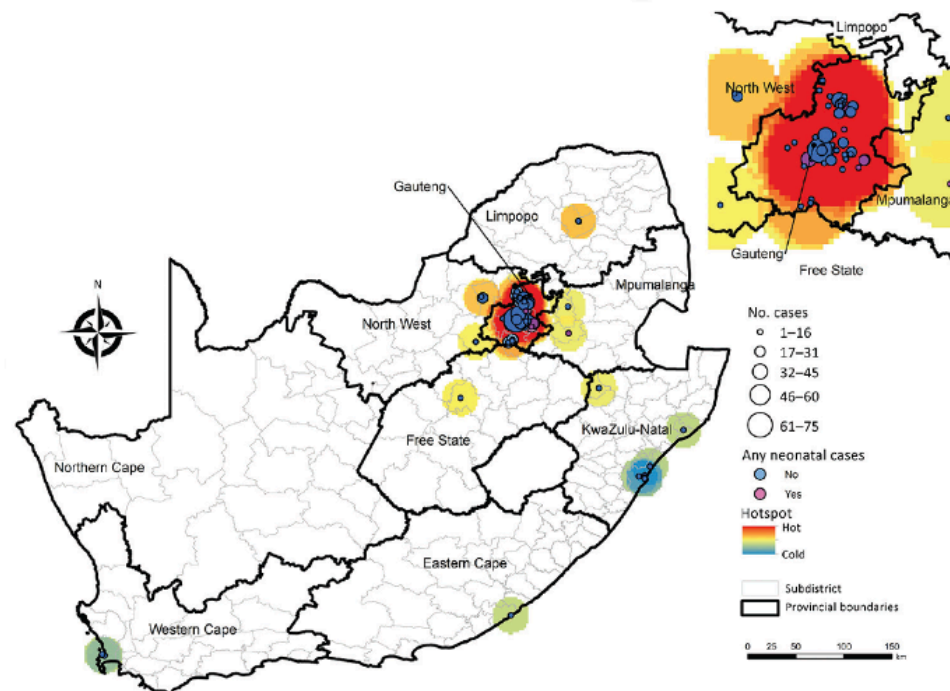 Limpopo
North West
Mpumalanga
Gauteng
Free State
N
Gauteng
Limpopo
Mpumalanga
North West
Free State
KwaZulu-Natal
Northern Cape
Eastern Cape
Western Cape
No. cases
1–16
17–31
32–45
46–60
61–75
Any neonatal cases
No
Yes
Hotspot
Hot
Cold
Subdistrict
Provincial boundaries
0 25 50 100 150
km